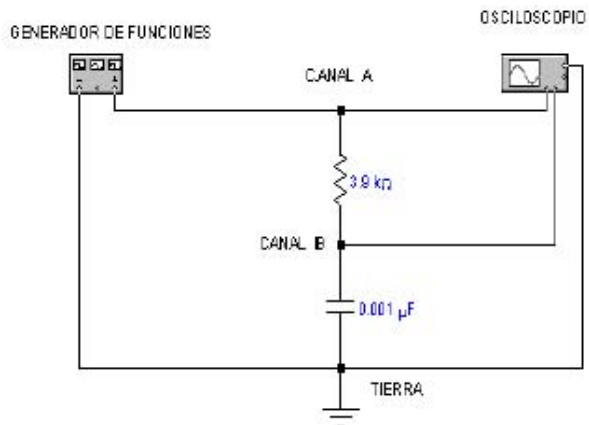 OSCILOSCOPIO
GENERADOR DE FUNCIONES
CANAL A
3.9 kΩ
CANAL B
0.001 µF
TIERRA